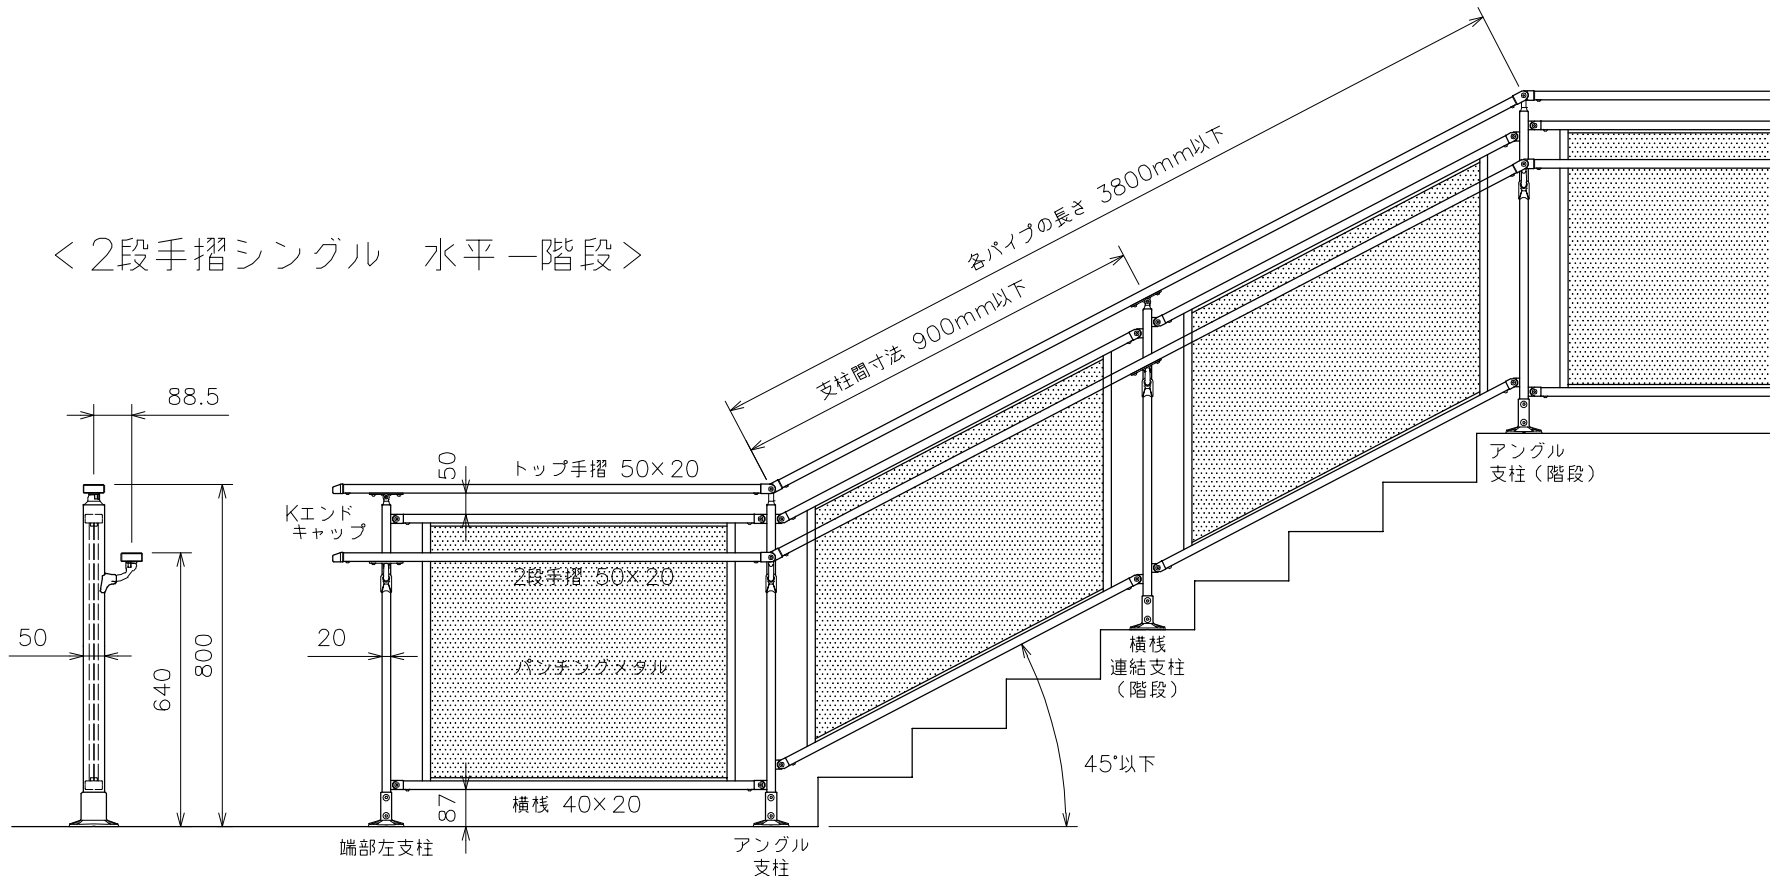 <2段手摺シングル 水平ー階段>
各パイプの長さ 3800mm以下
支柱間寸法 900mm以下
88.5
50
トップ手摺 50×20
Kエンド
キャップ
2段手摺 50×20
50
20
640
800
パンチングメタル
87
横桟 40×20
端部左支柱
アングル
支柱
アングル
支柱(階段)
横桟
連結支柱
(階段)
45°以下